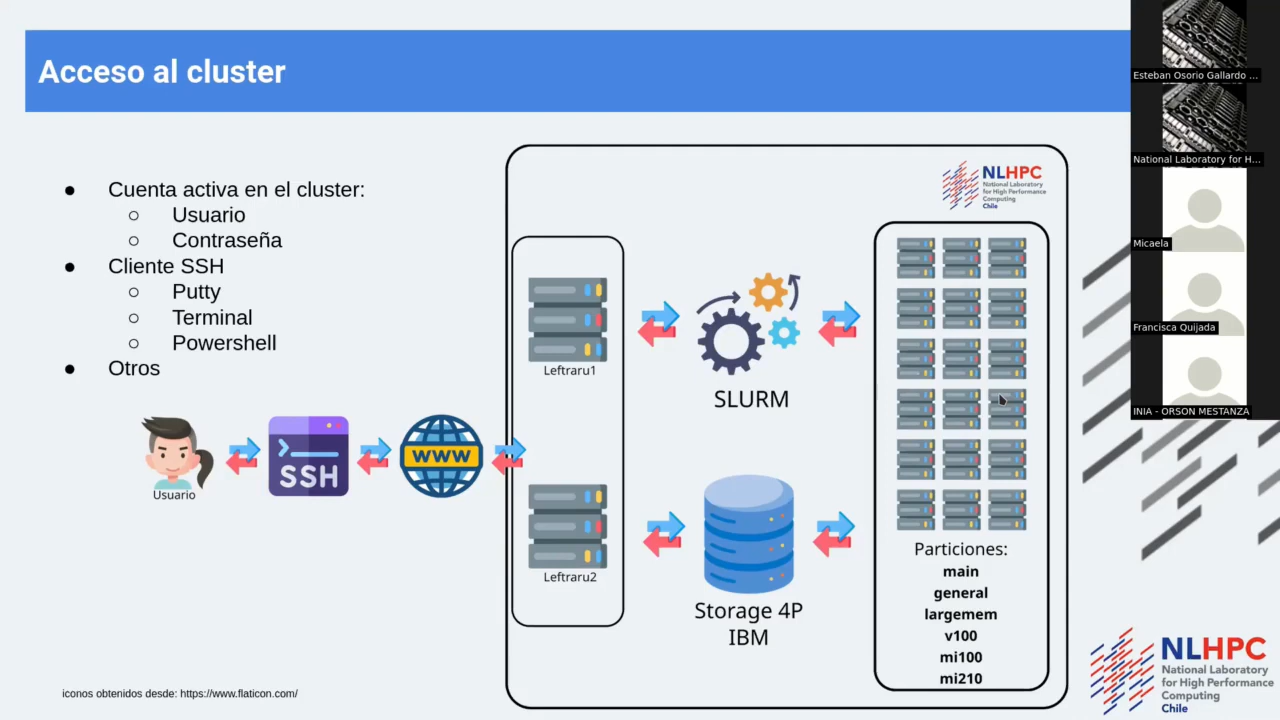 Acceso al cluster
● Cuenta activa en el cluster:
○ Usuario
○ Contraseña
● Cliente SSH
○ Putty
○ Terminal
○ Powershell
● Otros
Usuario
SSH
WWW
Leftraru1
Leftraru2
SLURM
Storage 4P
IBM
NLHPC
National Laboratory
for High Performance
Computing
Chile
Particiones:
main
general
largemem
v100
mi100
mi210
iconos obtenidos desde: https://www.flaticon.com/
Esteban Osorio Gallardo ...
National Laboratory for H...
Micaela
Francisca Quijada
INIA - ORSON MESTANZA
NLHPC
National Laboratory
for High Performance
Computing
Chile